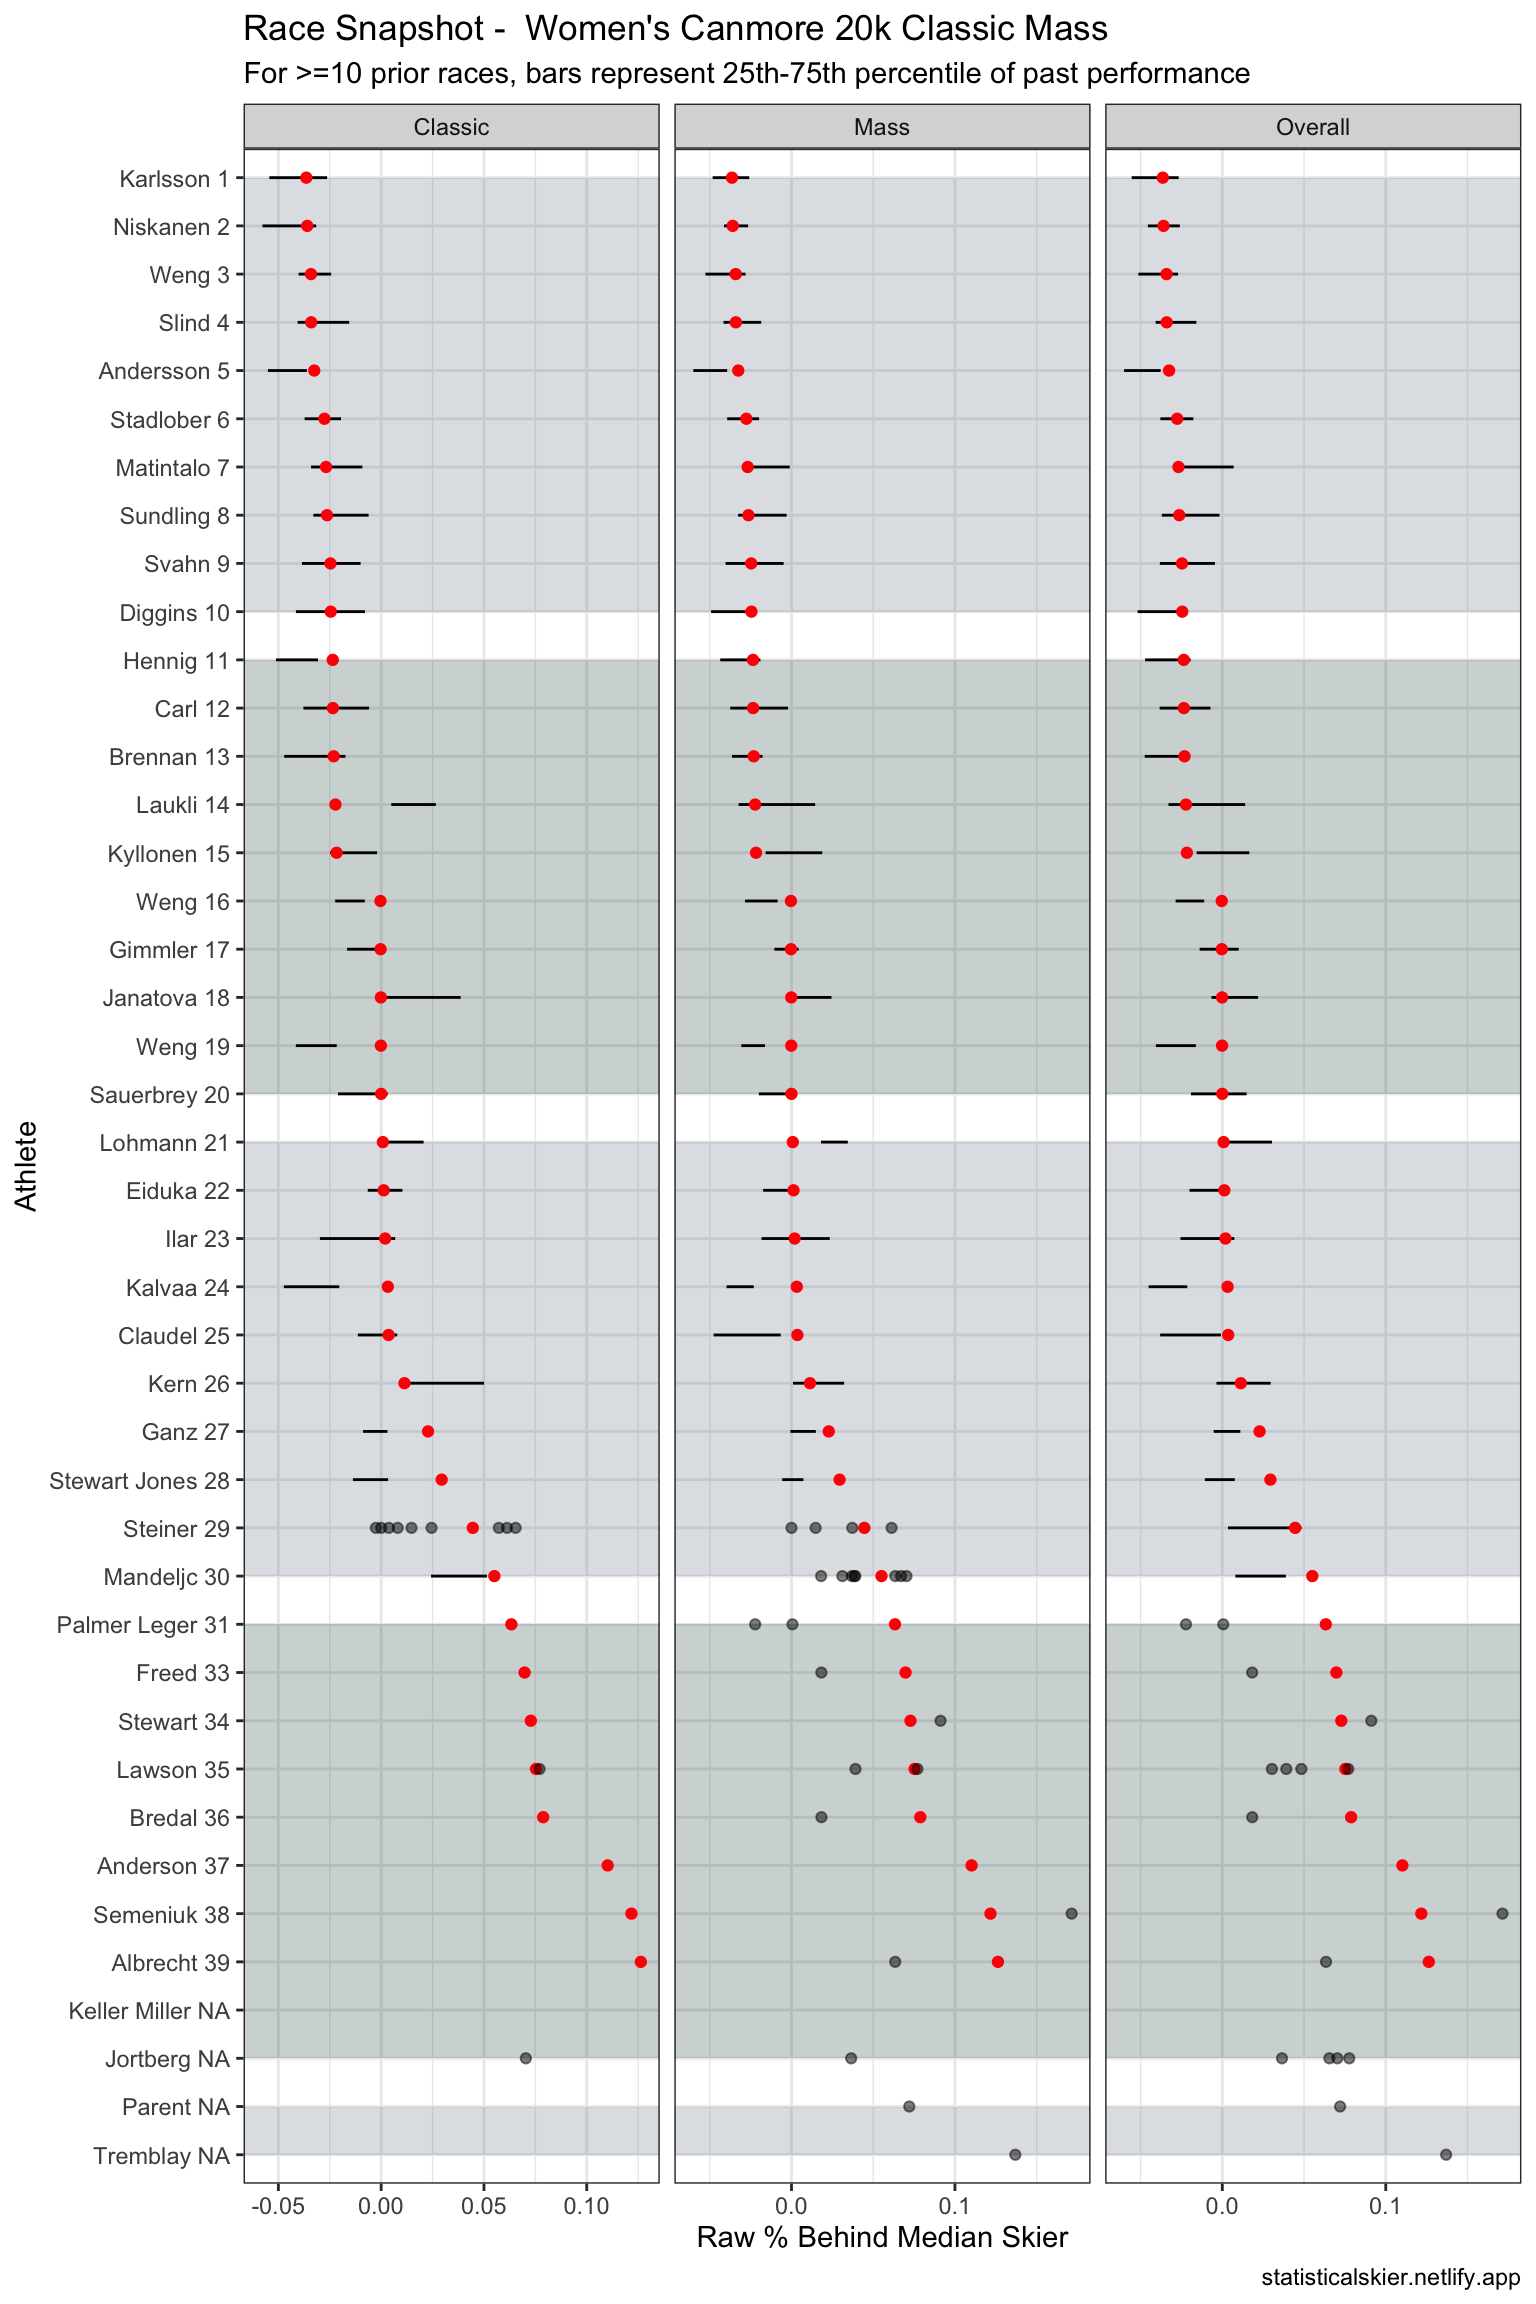 Race Snapshot -  Women's Canmore 20k Classic Mass
For >=10 prior races, bars represent 25th-75th percentile of past performance
Classic
Mass
Overall
Athlete
Karlsson 1
Niskanen 2
Weng 3
Slind 4
Andersson 5
Stadlober 6
Matintalo 7
Sundling 8
Svahn 9
Diggins 10
Hennig 11
Carl 12
Brennan 13
Laukli 14
Kyllonen 15
Weng 16
Gimmler 17
Janatova 18
Weng 19
Sauerbrey 20
Lohmann 21
Eiduka 22
Ilar 23
Kalvaa 24
Claudel 25
Kern 26
Ganz 27
Stewart Jones 28
Steiner 29
Mandeljc 30
Palmer Leger 31
Freed 33
Stewart 34
Lawson 35
Bredal 36
Anderson 37
Semeniuk 38
Albrecht 39
Keller Miller NA
Jortberg NA
Parent NA
Tremblay NA
-0.05 0.00 0.05 0.10
0.0 0.1
0.0 0.1
Raw % Behind Median Skier
statisticalskier.netlify.app